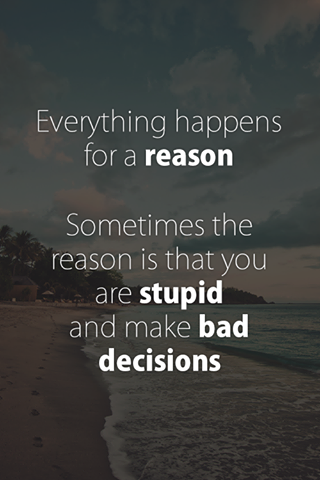 Everything happens
for a reason
Sometimes the
reason is that you
are stupid
and make bad
decisions